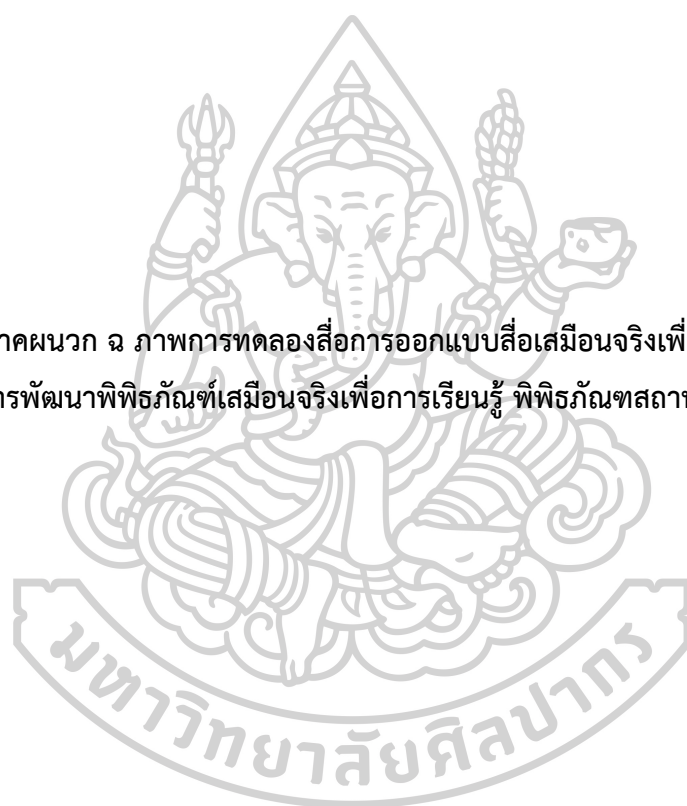 าคผนวก ฉ ภาพการทดลองสื่อการออกแบบสื่อเสมือนจริงเพื่
ารพัฒนาพิพิธภัณฑ์เสมือนจริงเพื่อการเรียนรู้ พิพิธภัณฑสถาน
มหาวิทยาลัยศิลปากร